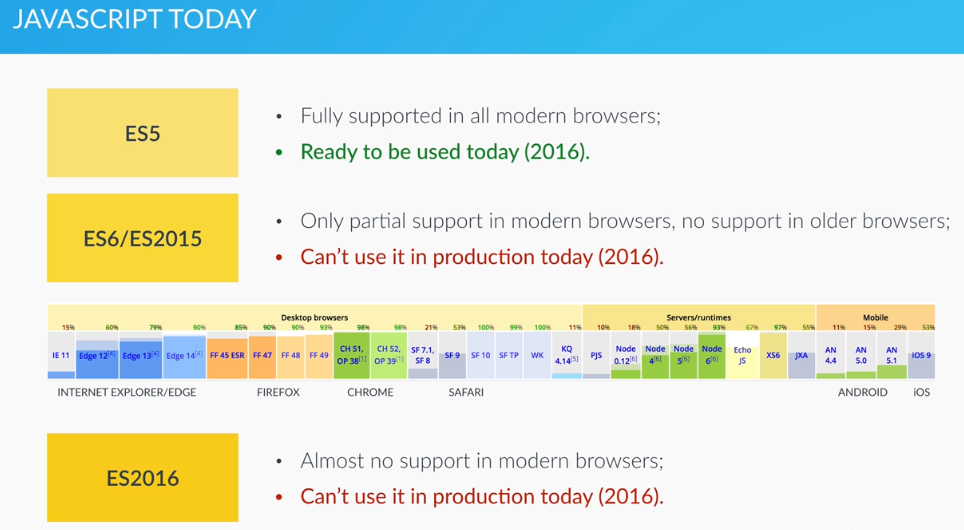 JAVASCRIPT TODAY
ES5
• Fully supported in all modern browsers;
• Ready to be used today (2016).
ES6/ES2015
• Only partial support in modern browsers, no support in older browsers;
• Can't use it in production today (2016).
Desktop browsers Servers/runtimes Mobile
15% 60% 79% 90% 85% 90% 90% 93% 98% 98% 21% 53% 100% 99% 100% 11% 10% 18% 50% 56% 93% 67% 97% 55% 11% 15% 29% 53%
IE 11 Edge 12[4] Edge 13[4] Edge 14[4] FF 45 ESR FF 47 FF 48 FF 49 CH 51, OP 38[1] CH 52, OP 39[1] SF 7.1, SF 8 SF 9 SF 10 SF TP WK KQ 4.14[5] PJS Node 0.12[6] Node 4[6] Node 5[6] Node 6[6] Echo JS XS6 JXA AN 4.4 AN 5.0 AN 5.1 iOS 9
INTERNET EXPLORER/EDGE FIREFOX CHROME SAFARI ANDROID iOS
ES2016
• Almost no support in modern browsers;
• Can't use it in production today (2016).